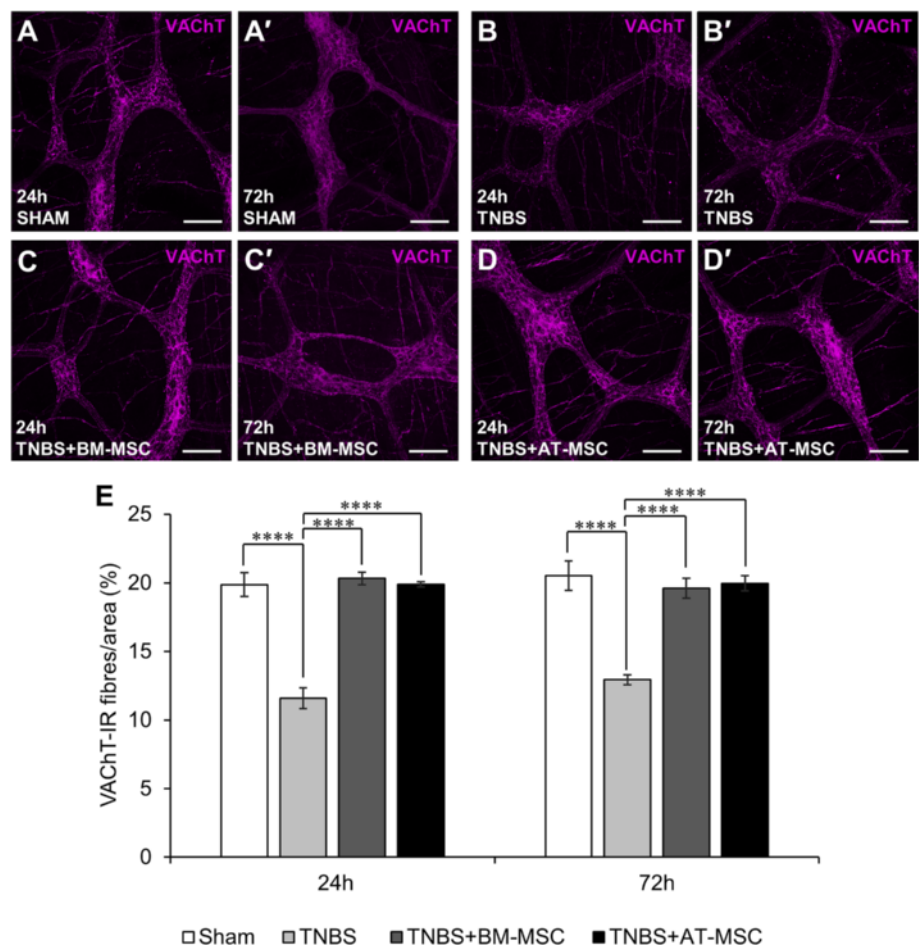 A VAChT
24h
SHAM
A′ VAChT
72h
SHAM
B VAChT
24h
TNBS
B′ VAChT
72h
TNBS
C VAChT
24h
TNBS+BM-MSC
C′ VAChT
72h
TNBS+BM-MSC
D VAChT
24h
TNBS+AT-MSC
D′ VAChT
72h
TNBS+AT-MSC
E
VAChT-IR fibres/area (%)
25
20
15
10
5
0
****
****
****
****
****
****
24h 72h
Sham TNBS TNBS+BM-MSC TNBS+AT-MSC